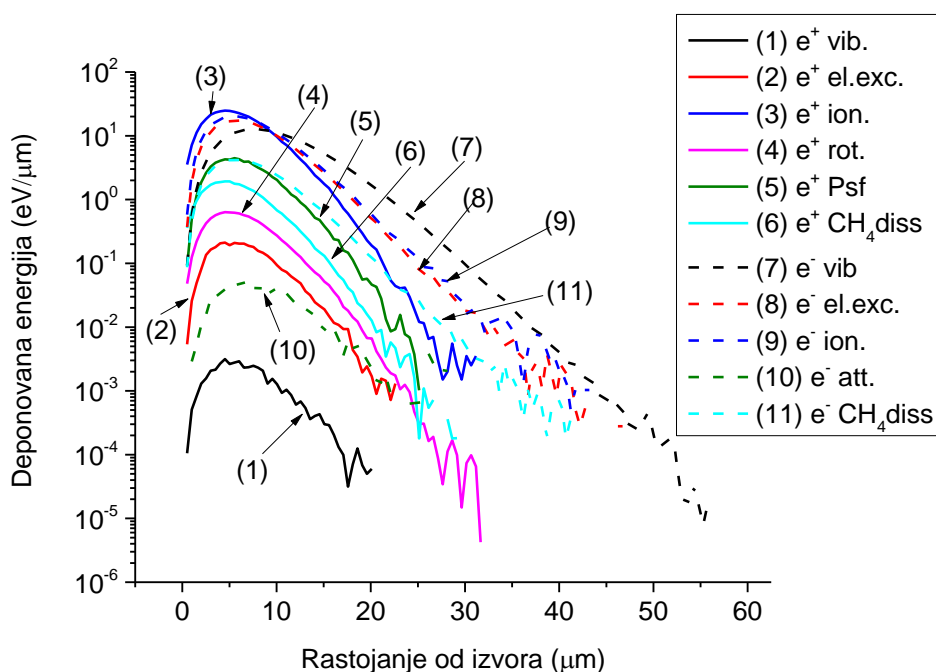 (1) e⁺ vib.
(2) e⁺ el.exc.
(3) e⁺ ion.
(4) e⁺ rot.
(5) e⁺ Psf
(6) e⁺ CH₄diss
(7) e⁻ vib
(8) e⁻ el.exc.
(9) e⁻ ion.
(10) e⁻ att.
(11) e⁻ CH₄diss
Deponovana energija (eV/μm)
10²
10¹
10⁰
10⁻¹
10⁻²
10⁻³
10⁻⁴
10⁻⁵
10⁻⁶
(3)
(4)
(5)
(6)
(7)
(8)
(9)
(11)
(2)
(10)
(1)
0 10 20 30 40 50 60
Rastojanje od izvora (μm)